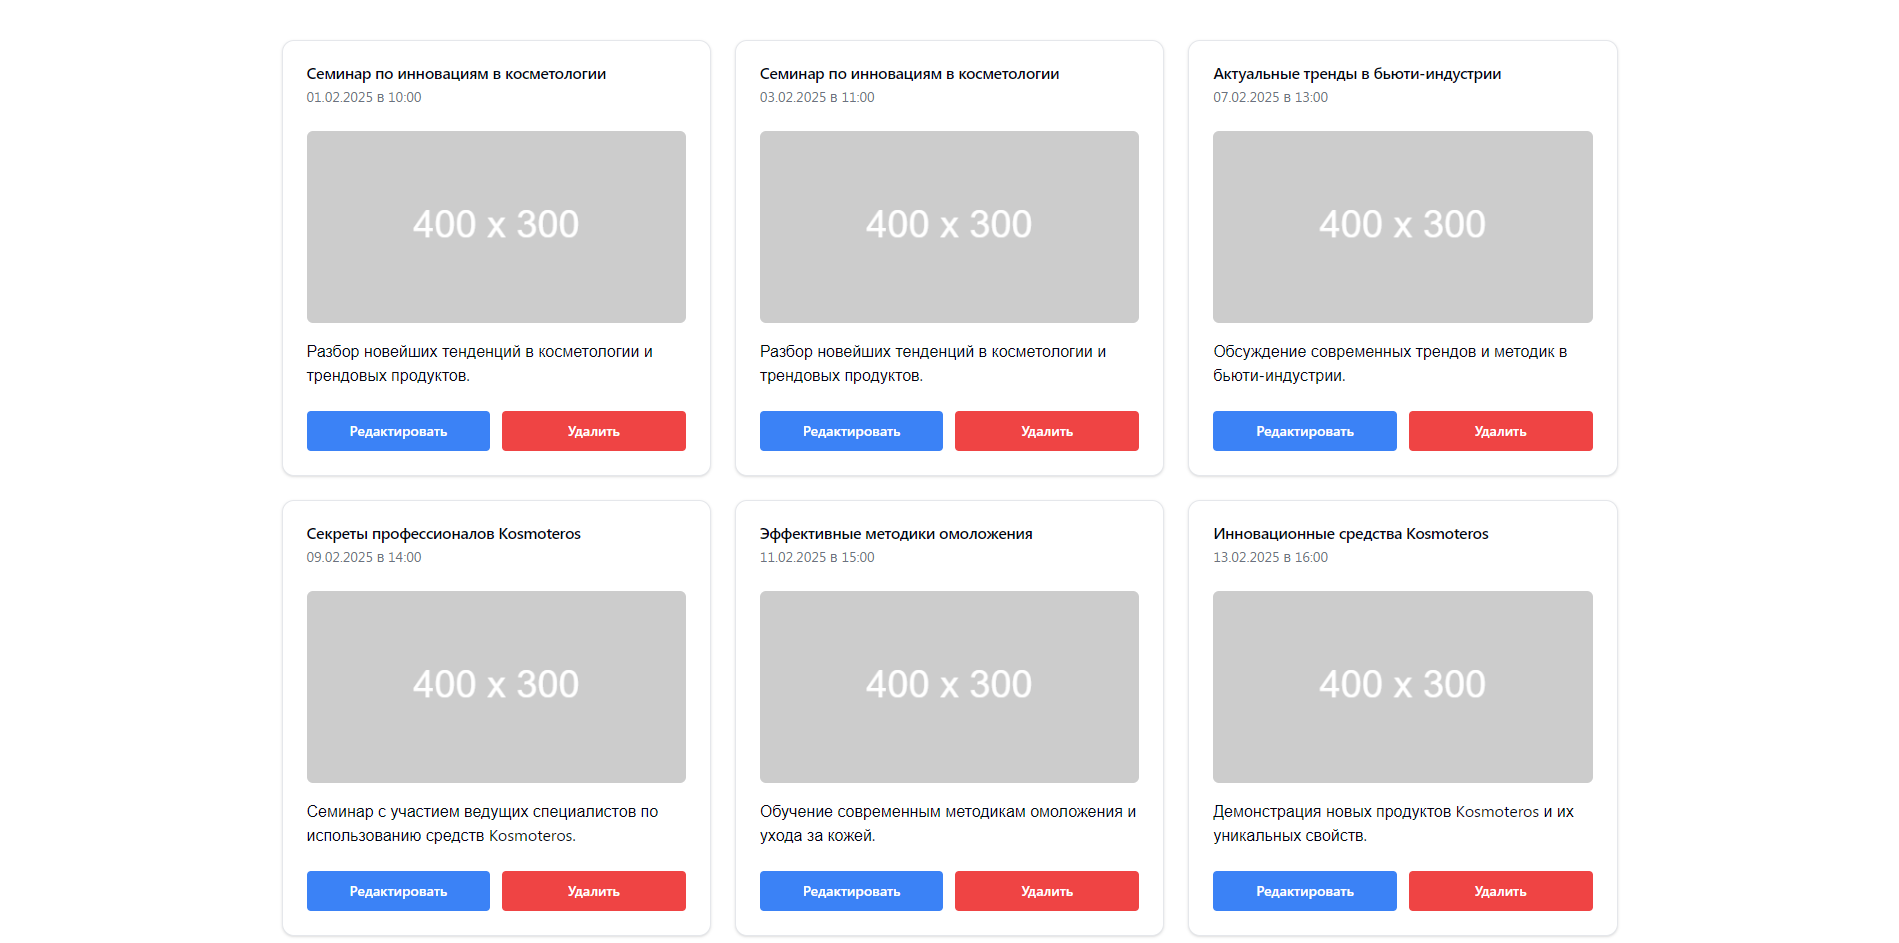 Семинар по инновациям в косметологии
01.02.2025 в 10:00
400 x 300
Разбор новейших тенденций в косметологии и
трендовых продуктов.
Редактировать
Удалить
Семинар по инновациям в косметологии
03.02.2025 в 11:00
400 x 300
Разбор новейших тенденций в косметологии и
трендовых продуктов.
Редактировать
Удалить
Актуальные тренды в бьюти-индустрии
07.02.2025 в 13:00
400 x 300
Обсуждение современных трендов и методик в
бьюти-индустрии.
Редактировать
Удалить
Секреты профессионалов Kosmoteros
09.02.2025 в 14:00
400 x 300
Семинар с участием ведущих специалистов по
использованию средств Kosmoteros.
Редактировать
Удалить
Эффективные методики омоложения
11.02.2025 в 15:00
400 x 300
Обучение современным методикам омоложения и
ухода за кожей.
Редактировать
Удалить
Инновационные средства Kosmoteros
13.02.2025 в 16:00
400 x 300
Демонстрация новых продуктов Kosmoteros и их
уникальных свойств.
Редактировать
Удалить